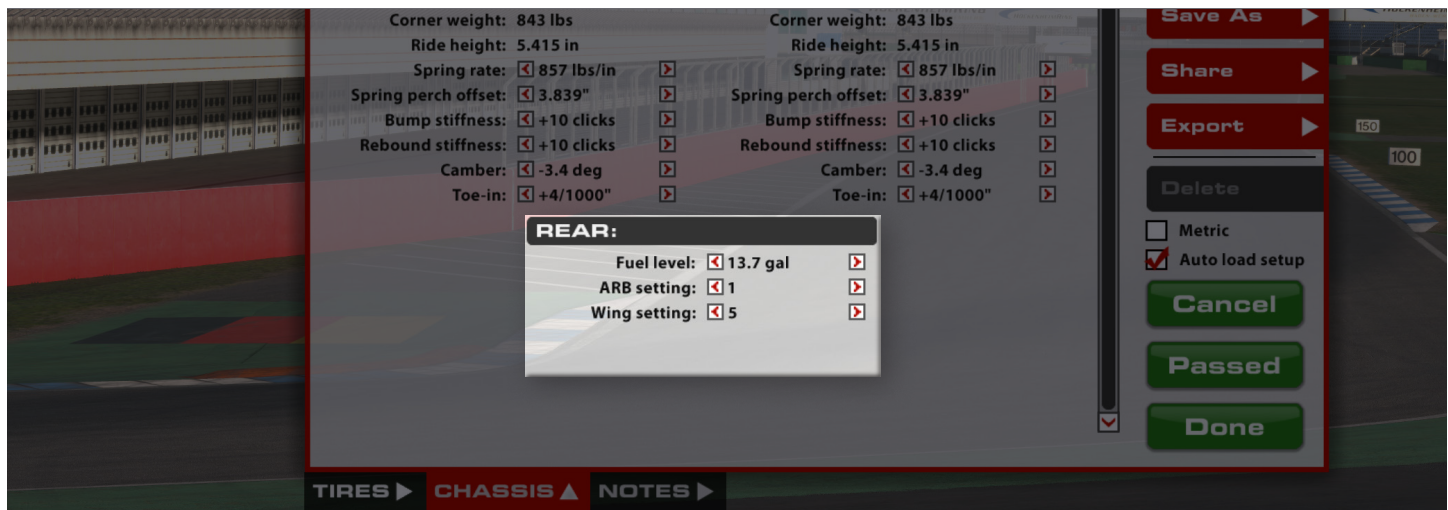 Corner weight: 843 lbs Corner weight: 843 lbs Save As
Ride height: 5.415 in Ride height: 5.415 in
Spring rate: 857 lbs/in Spring rate: 857 lbs/in Share
Spring perch offset: 3.839" Spring perch offset: 3.839"
Bump stiffness: +10 clicks Bump stiffness: +10 clicks Export
150
Rebound stiffness: +10 clicks Rebound stiffness: +10 clicks
100
Camber: -3.4 deg Camber: -3.4 deg
Toe-in: +4/1000" Toe-in: +4/1000" Delete
REAR: Metric
Fuel level: 13.7 gal Auto load setup
ARB setting: 1
Wing setting: 5 Cancel
Passed
Done
TIRES CHASSIS NOTES